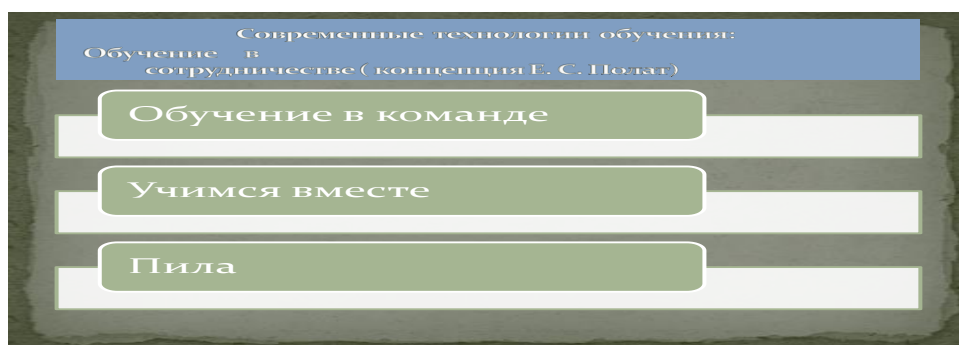 Современные технологии обучения:
Обучение в
сотрудничестве ( концепция Е. С. Полат)
Обучение в команде
Учимся вместе
Пила